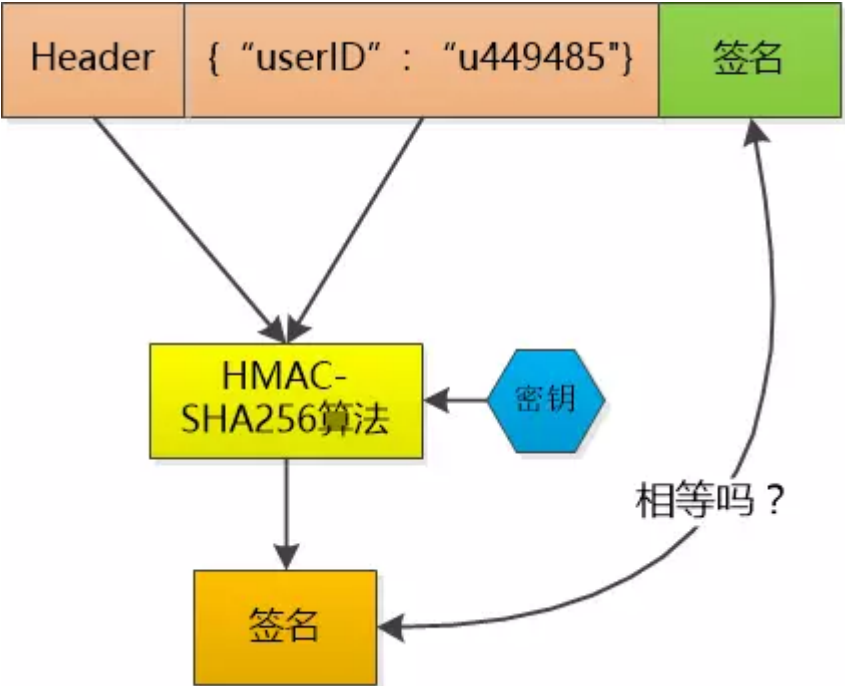 Header
{“userID”：“u449485"}
签名
HMAC-
SHA256算法
密钥
相等吗？
签名